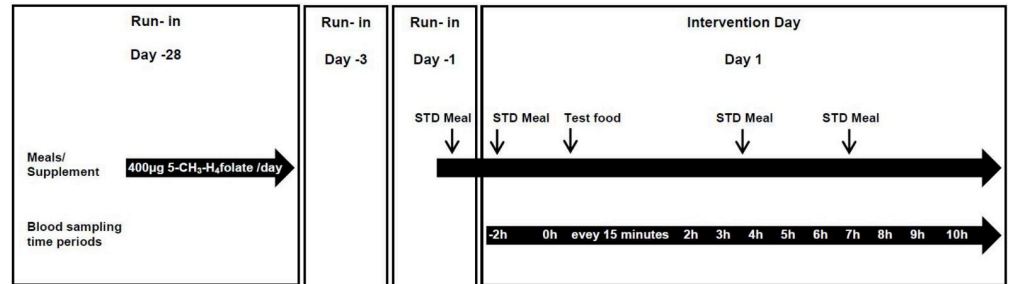 Run- in
Day -28
Run- in
Day -3
Run- in
Day -1
Intervention Day
Day 1
STD Meal
STD Meal
Test food
STD Meal
STD Meal
Meals/
Supplement
400µg 5-CH₃-H₄folate /day
Blood sampling
time periods
-2h 0h evey 15 minutes 2h 3h 4h 5h 6h 7h 8h 9h 10h